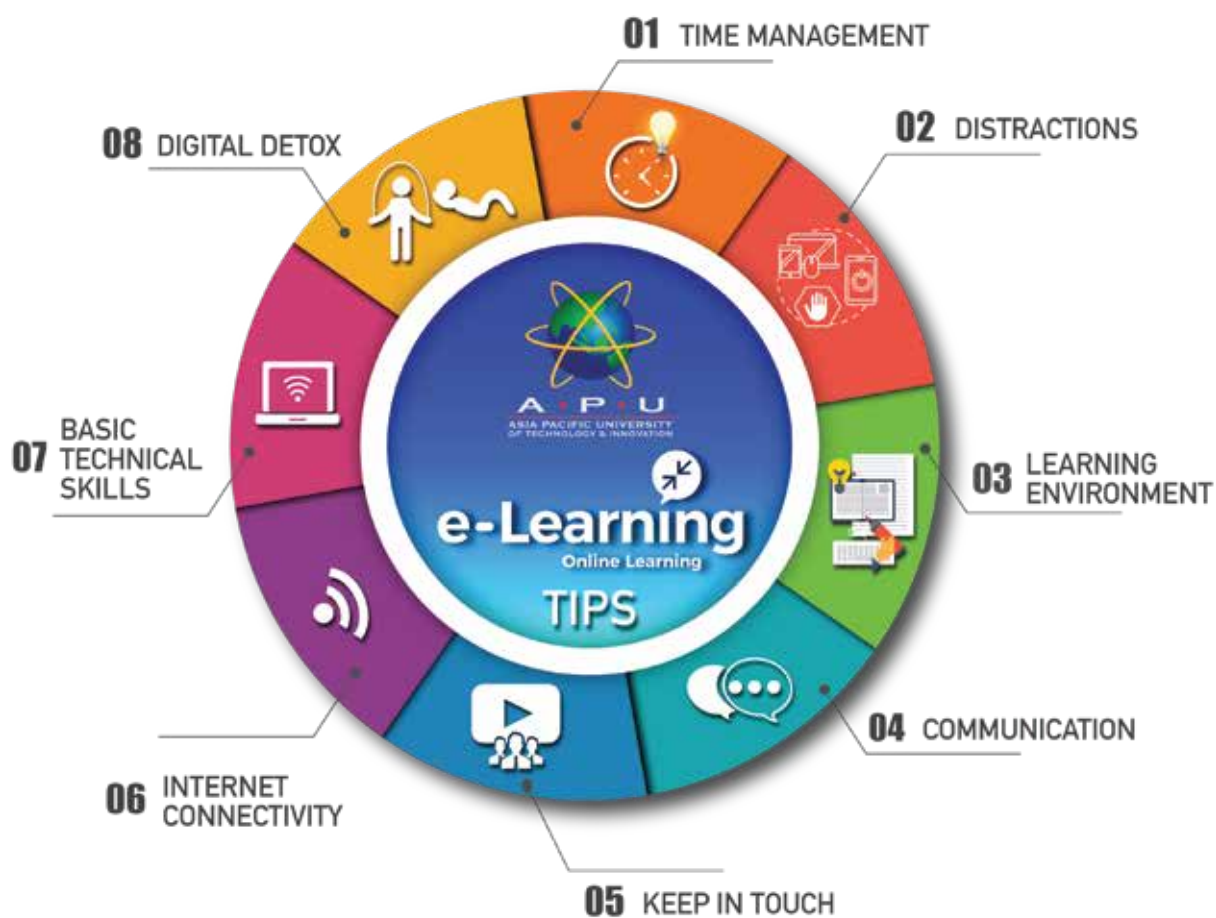 01 TIME MANAGEMENT
02 DISTRACTIONS
03 LEARNING
ENVIRONMENT
04 COMMUNICATION
05 KEEP IN TOUCH
06 INTERNET
CONNECTIVITY
07 BASIC
TECHNICAL
SKILLS
08 DIGITAL DETOX
A•P•U
ASIA PACIFIC UNIVERSITY
OF TECHNOLOGY & INNOVATION
e-Learning
Online Learning
TIPS